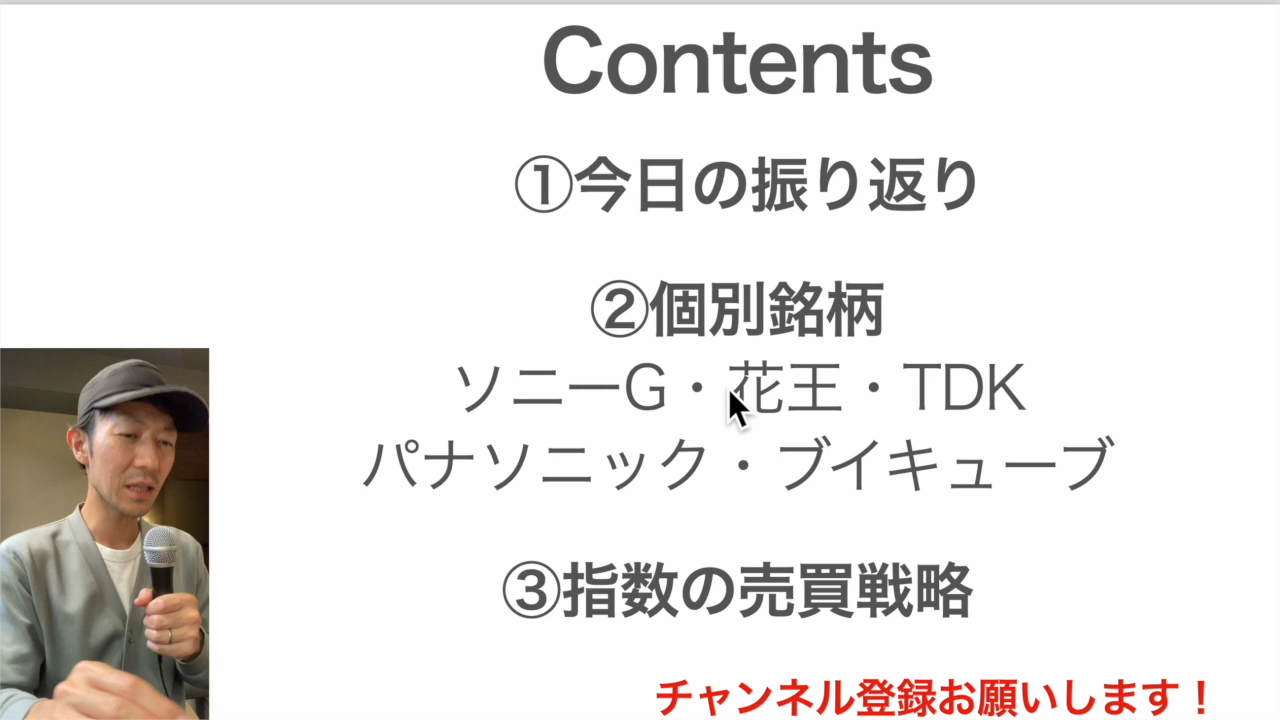 Contents
①今日の振り返り
②個別銘柄
ソニーG・花王・TDK
パナソニック・ブイキューブ
③指数の売買戦略
チャンネル登録お願いします！